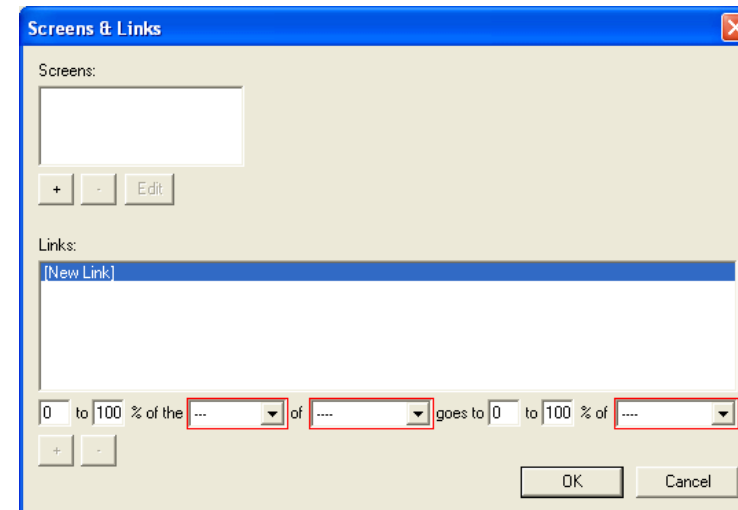 Screens & Links
Screens:
+ - Edit
Links:
[New Link]
0 to 100 % of the --- of ---- goes to 0 to 100 % of ----
+ -
OK Cancel